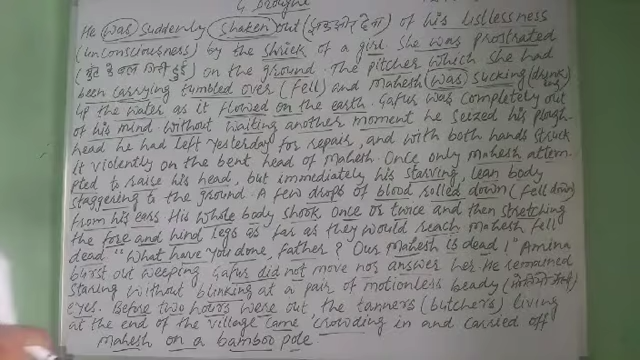 & Drought
He was suddenly shaken out (झकझोर देना) of his listlessness
(unconsciousness) by the shriek of a girl she was prostrated
on the ground. The pitcher which she had
been carrying tumbled over (fell) and Mahesh was sucking (drinking)
up the water as it flowed on the earth. Gafur was completely out
of his mind without waiting another moment he seized his plough-
head he had left yesterday for repair, and with both hands struck
it violently on the bent head of Mahesh. Once only Mahesh attem-
pted to raise his head, but immediately his starving, lean body
staggering to the ground. A few drops of blood rolled down (fell down)
from his ears His whole body shook once or twice and then stretching
the fore and hind legs as far as they would reach Mahesh fell
dead "What have you done, father? Our Mahesh is dead!" Amina
burst out weeping Gafur did not move nos answer her. He remained
staring without blinking at a pair of motionless beady
eyes. Before two hours were out the tanners (butchers) living
at the end of the village came crowding in and carried off
Mahesh on a bamboo pole